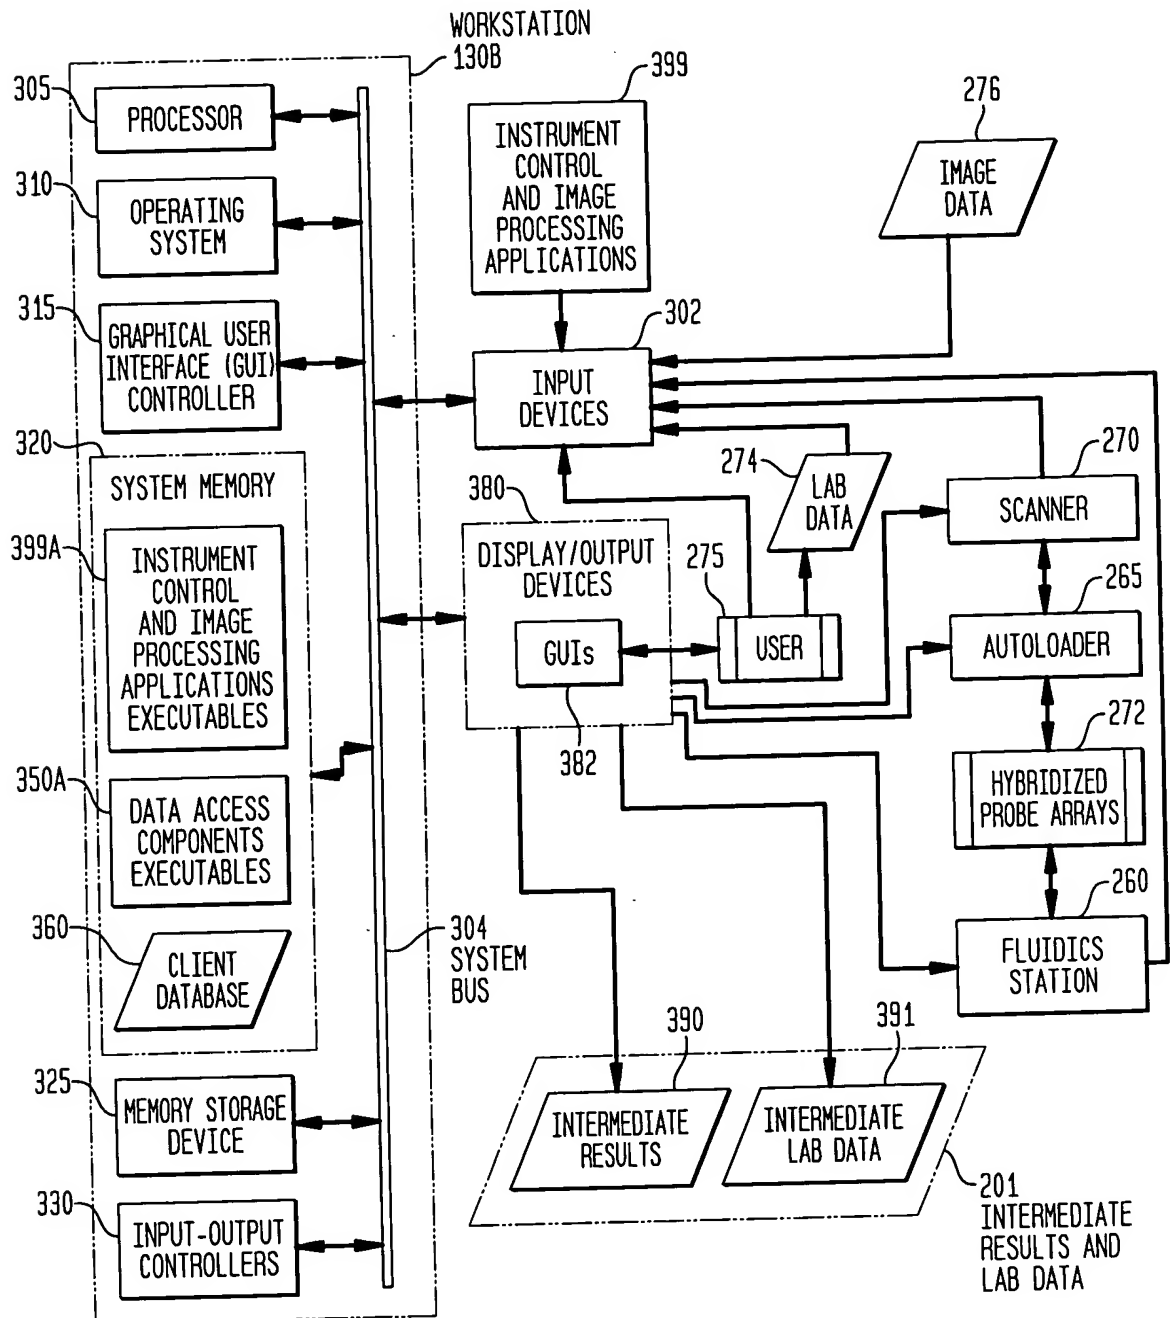 WORKSTATION
130B
305
PROCESSOR
310
OPERATING
SYSTEM
315
GRAPHICAL USER
INTERFACE (GUI)
CONTROLLER
320
SYSTEM MEMORY
399A
INSTRUMENT
CONTROL
AND IMAGE
PROCESSING
APPLICATIONS
EXECUTABLES
350A
DATA ACCESS
COMPONENTS
EXECUTABLES
360
CLIENT
DATABASE
325
MEMORY STORAGE
DEVICE
330
INPUT-OUTPUT
CONTROLLERS
304
SYSTEM
BUS
399
INSTRUMENT
CONTROL
AND IMAGE
PROCESSING
APPLICATIONS
276
IMAGE
DATA
302
INPUT
DEVICES
274
LAB
DATA
270
SCANNER
380
DISPLAY/OUTPUT
DEVICES
GUIs
382
275
USER
265
AUTOLOADER
272
HYBRIDIZED
PROBE ARRAYS
260
FLUIDICS
STATION
390
INTERMEDIATE
RESULTS
391
INTERMEDIATE
LAB DATA
201
INTERMEDIATE
RESULTS AND
LAB DATA